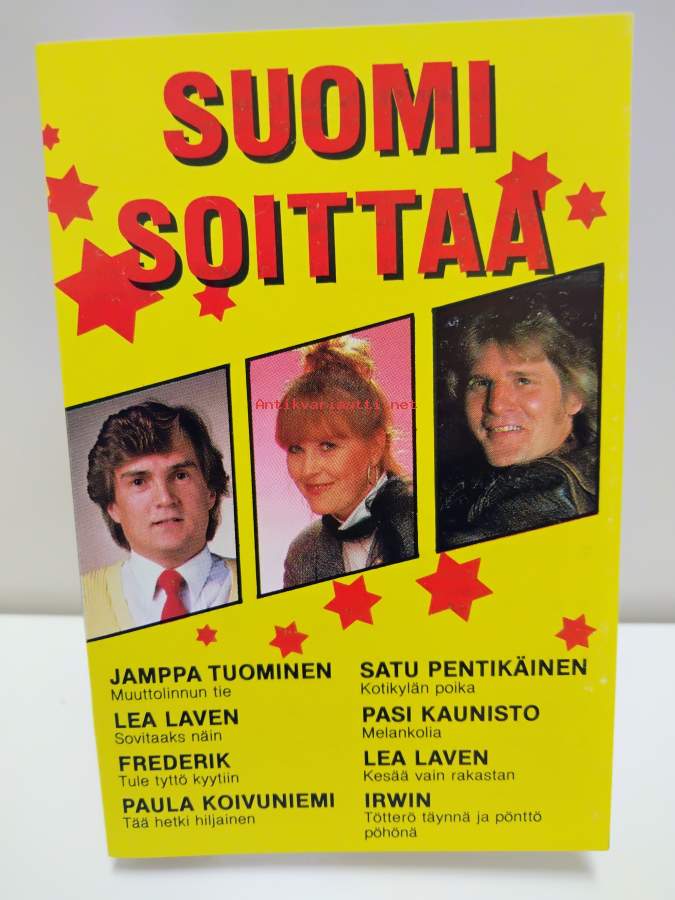 SUOMI
SOITTAA
Antikvariaatti.net
JAMPPA TUOMINEN
Muuttolinnun tie
LEA LAVEN
Sovitaaks näin
FREDERIK
Tule tyttö kyytiin
PAULA KOIVUNIEMI
Tää hetki hiljainen
SATU PENTIKÄINEN
Kotikylän poika
PASI KAUNISTO
Melankolia
LEA LAVEN
Kesää vain rakastan
IRWIN
Tötterö täynnä ja pönttö
pöhönä